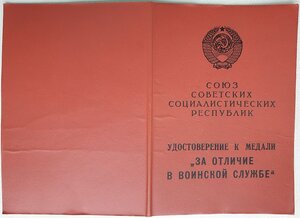 СОЮЗ
СОВЕТСКИХ
СОЦИАЛИСТИЧЕСКИХ
РЕСПУБЛИК
УДОСТОВЕРЕНИЕ К МЕДАЛИ
„ЗА ОТЛИЧИЕ
В ВОИНСКОЙ СЛУЖБЕ“